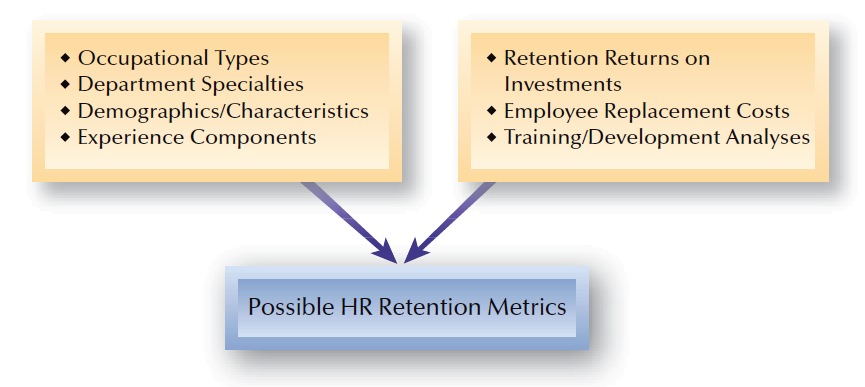 ◆ Occupational Types
◆ Department Specialties
◆ Demographics/Characteristics
◆ Experience Components
◆ Retention Returns on
Investments
◆ Employee Replacement Costs
◆ Training/Development Analyses
Possible HR Retention Metrics